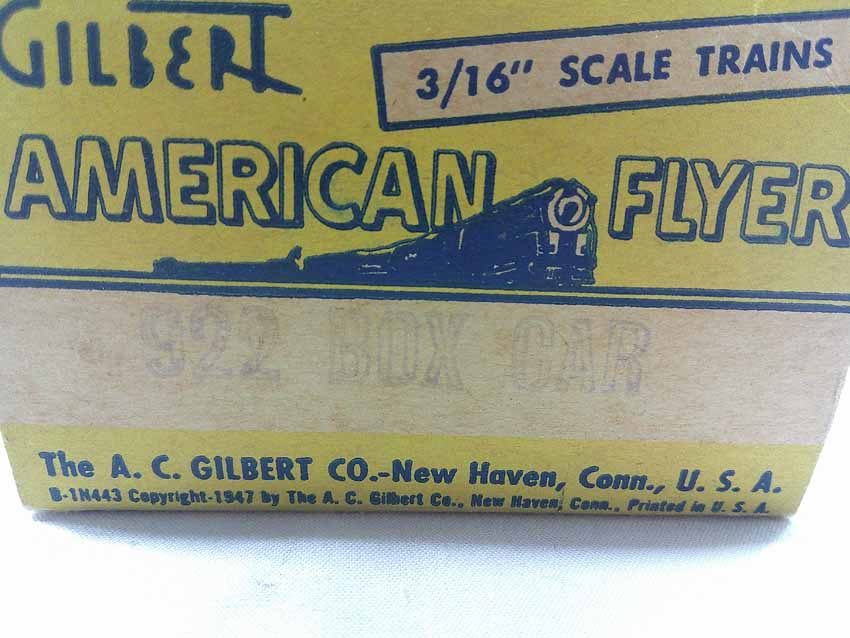 GILBERT
3/16" SCALE TRAINS
AMERICAN FLYER
922 BOX CAR
The A. C. GILBERT CO.-New Haven, Conn., U. S. A.
B-1N443 Copyright-1947 by The A. C. Gilbert Co., New Haven, Conn., Printed in U. S. A.